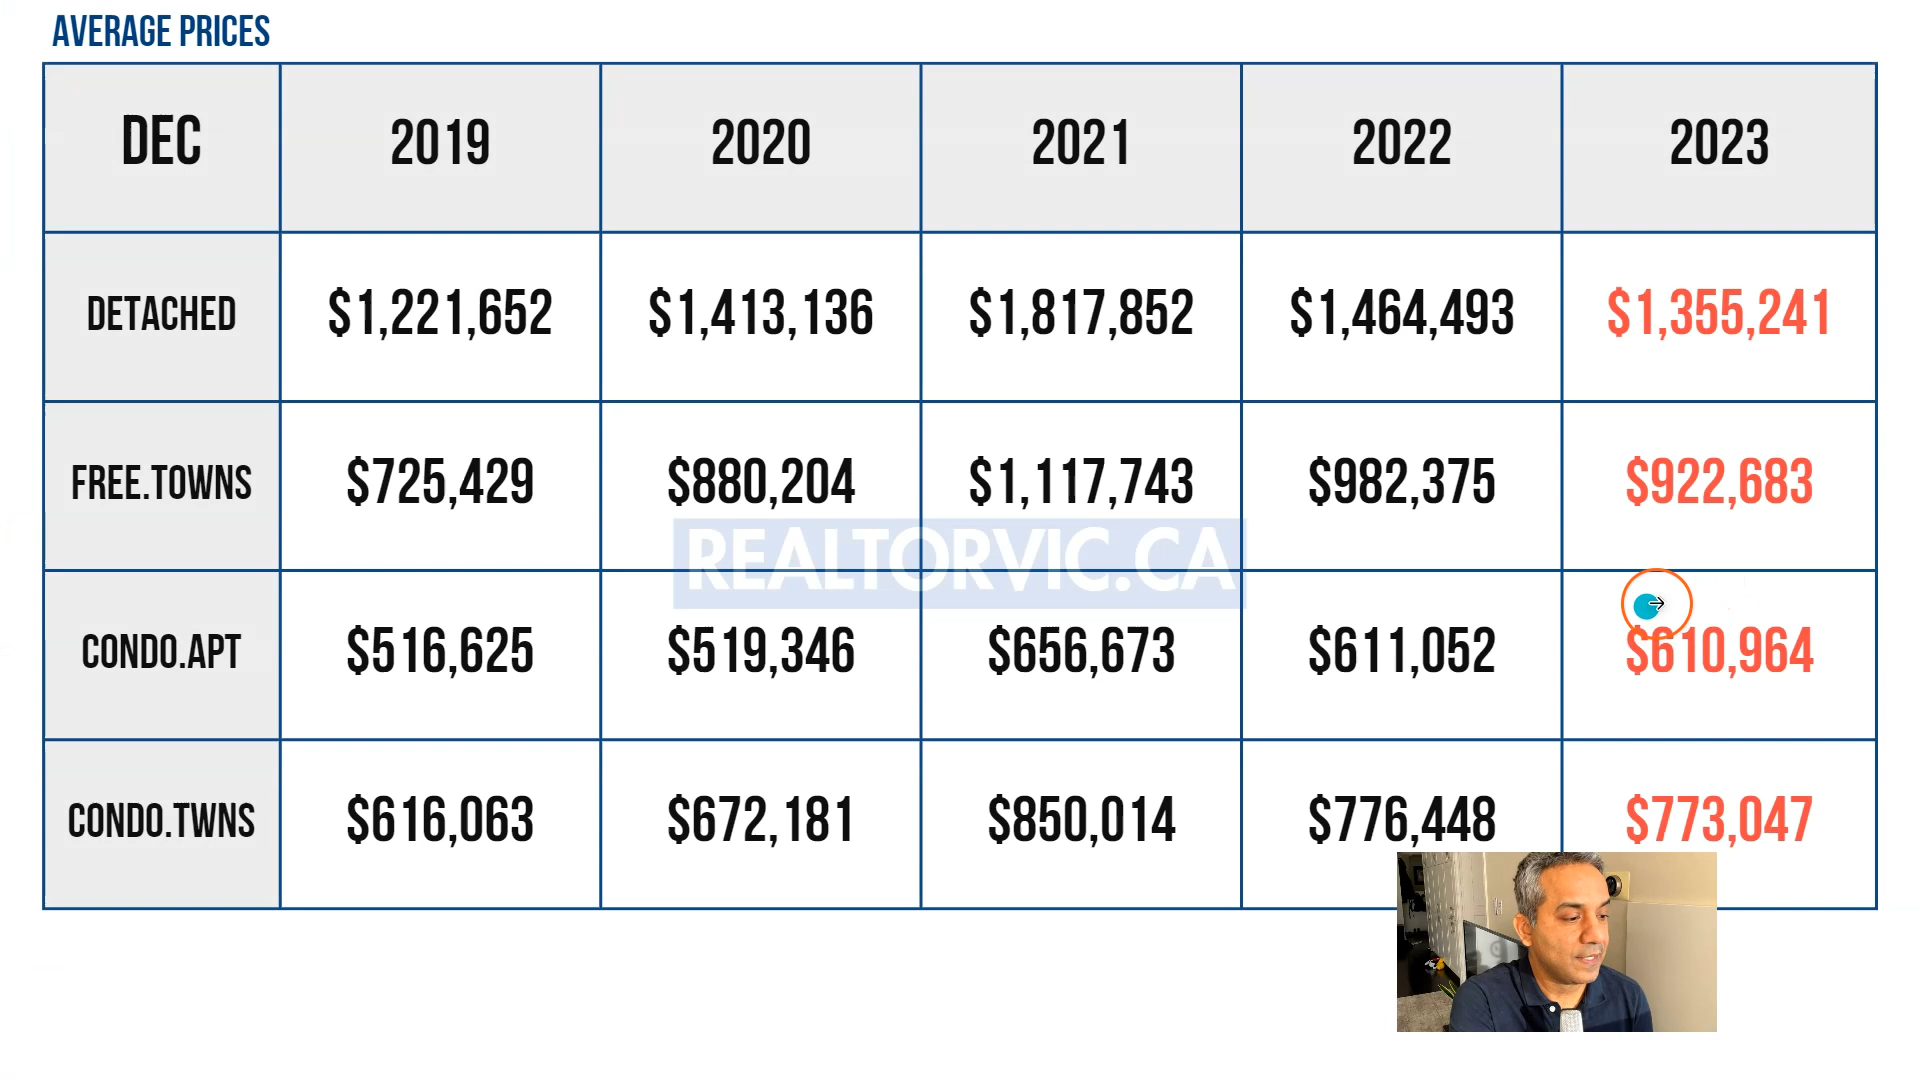 AVERAGE PRICES
DEC 2019 2020 2021 2022 2023
DETACHED $1,221,652 $1,413,136 $1,817,852 $1,464,493 $1,355,241
FREE.TOWNS $725,429 $880,204 $1,117,743 $982,375 $922,683
REALTORVIC.CA
CONDO.APT $516,625 $519,346 $656,673 $611,052 $610,964
CONDO.TWNS $616,063 $672,181 $850,014 $776,448 $773,047